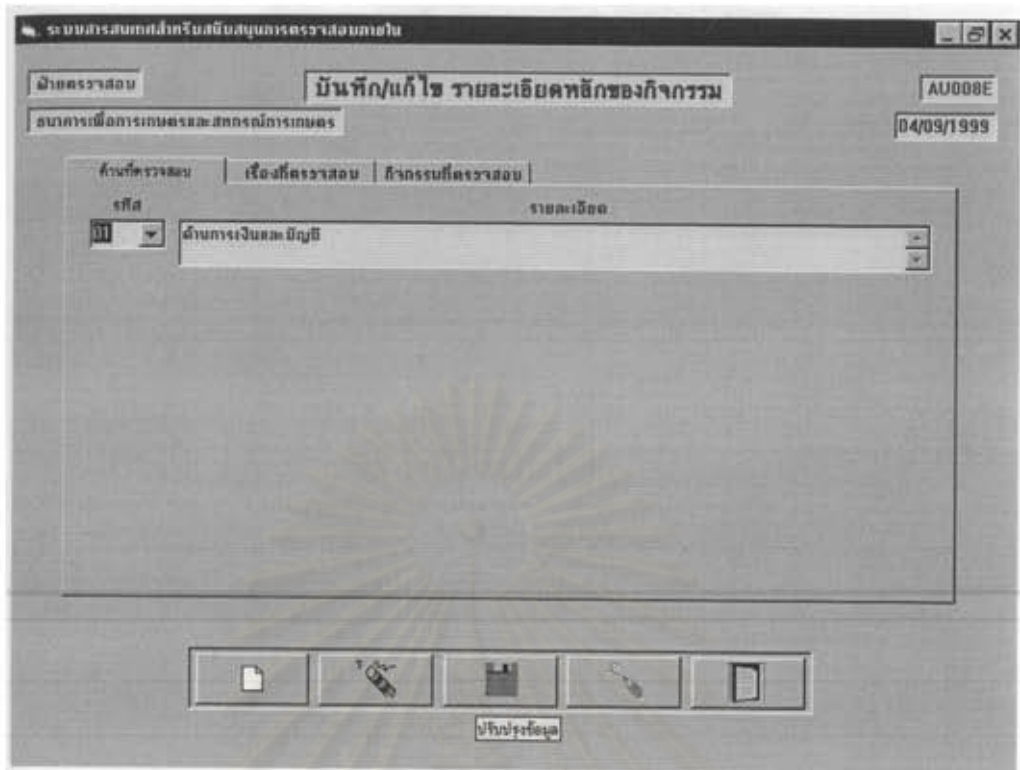 ระบบสารสนเทศสำหรับสนับสนุนการตรวจสอบภายใน
ฝ่ายตรวจสอบ
บันทึก/แก้ไข รายละเอียดหลักของกิจกรรม
AU008E
ธนาคารเพื่อการเกษตรและสหกรณ์การเกษตร
04/09/1999
ด้านที่ตรวจสอบ เรื่องที่ตรวจสอบ กิจกรรมที่ตรวจสอบ
รหัส รายละเอียด
01 ด้านการเงินและบัญชี
ปรับปรุงข้อมูล